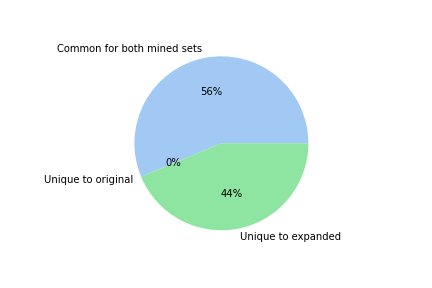 Common for both mined sets
56%
0%
Unique to original
44%
Unique to expanded